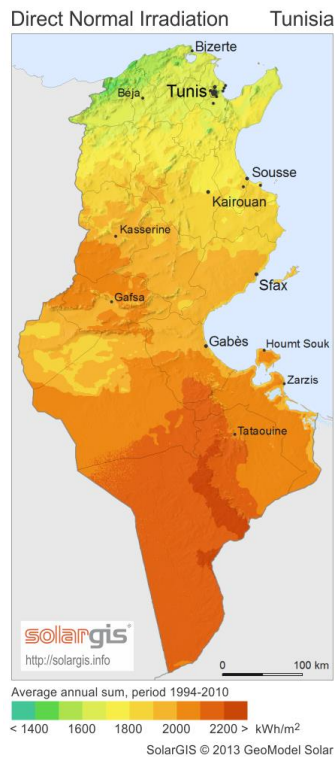 Direct Normal Irradiation Tunisia
Bizerte
Béja
Tunis
Sousse
Kairouan
Kasserine
Sfax
Gafsa
Gabès
Houmt Souk
Zarzis
Tataouine
solargis
http://solargis.info
0 100 km
Average annual sum, period 1994-2010
< 1400 1600 1800 2000 2200 > kWh/m²
SolarGIS © 2013 GeoModel Solar